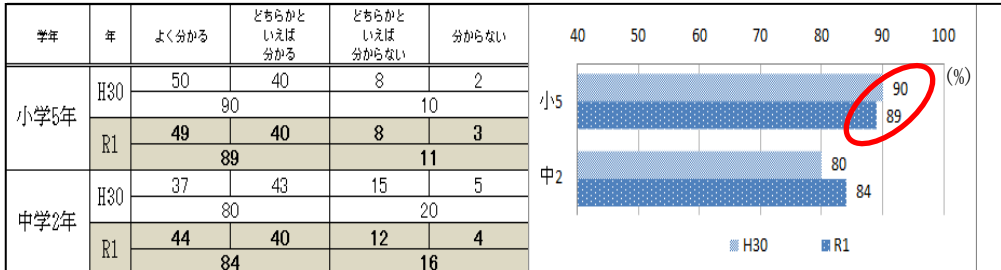 学年 年 よく分かる どちらかと いえば 分かる どちらかと いえば 分からない 分からない
小学5年 H30 50 40 8 2
90 10
R1 49 40 8 3
89 11
中学2年 H30 37 43 15 5
80 20
R1 44 40 12 4
84 16
40 50 60 70 80 90 100
(%)
小5 90
89
中2 80
84
H30 R1